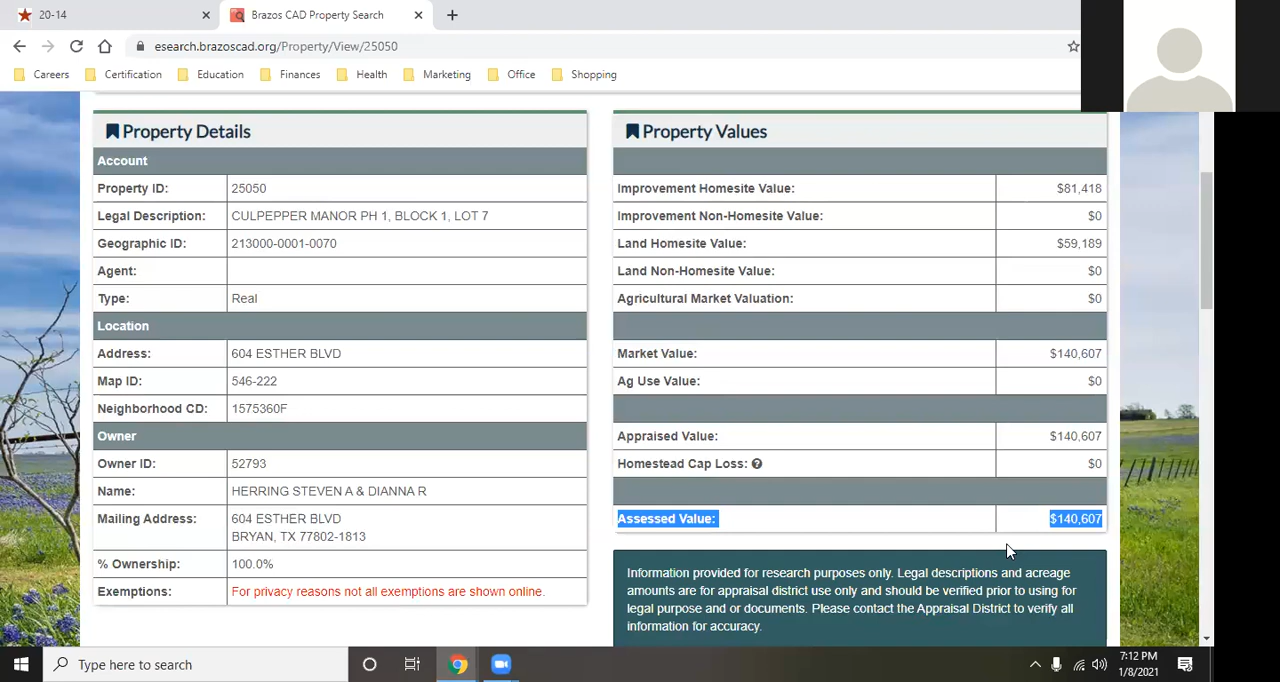 20-14
Brazos CAD Property Search
esearch.brazoscad.org/Property/View/25050
Careers Certification Education Finances Health Marketing Office Shopping
Property Details
Account
Property ID: 25050
Legal Description: CULPEPPER MANOR PH 1, BLOCK 1, LOT 7
Geographic ID: 213000-0001-0070
Agent:
Type: Real
Location
Address: 604 ESTHER BLVD
Map ID: 546-222
Neighborhood CD: 1575360F
Owner
Owner ID: 52793
Name: HERRING STEVEN A & DIANNA R
Mailing Address: 604 ESTHER BLVD
BRYAN, TX 77802-1813
% Ownership: 100.0%
Exemptions: For privacy reasons not all exemptions are shown online.
Property Values
Improvement Homesite Value: $81,418
Improvement Non-Homesite Value: $0
Land Homesite Value: $59,189
Land Non-Homesite Value: $0
Agricultural Market Valuation: $0
Market Value: $140,607
Ag Use Value: $0
Appraised Value: $140,607
Homestead Cap Loss: $0
Assessed Value: $140,607
Information provided for research purposes only. Legal descriptions and acreage
amounts are for appraisal district use only and should be verified prior to using for
legal purpose and or documents. Please contact the Appraisal District to verify all
information for accuracy.
Type here to search
7:12 PM
1/8/2021